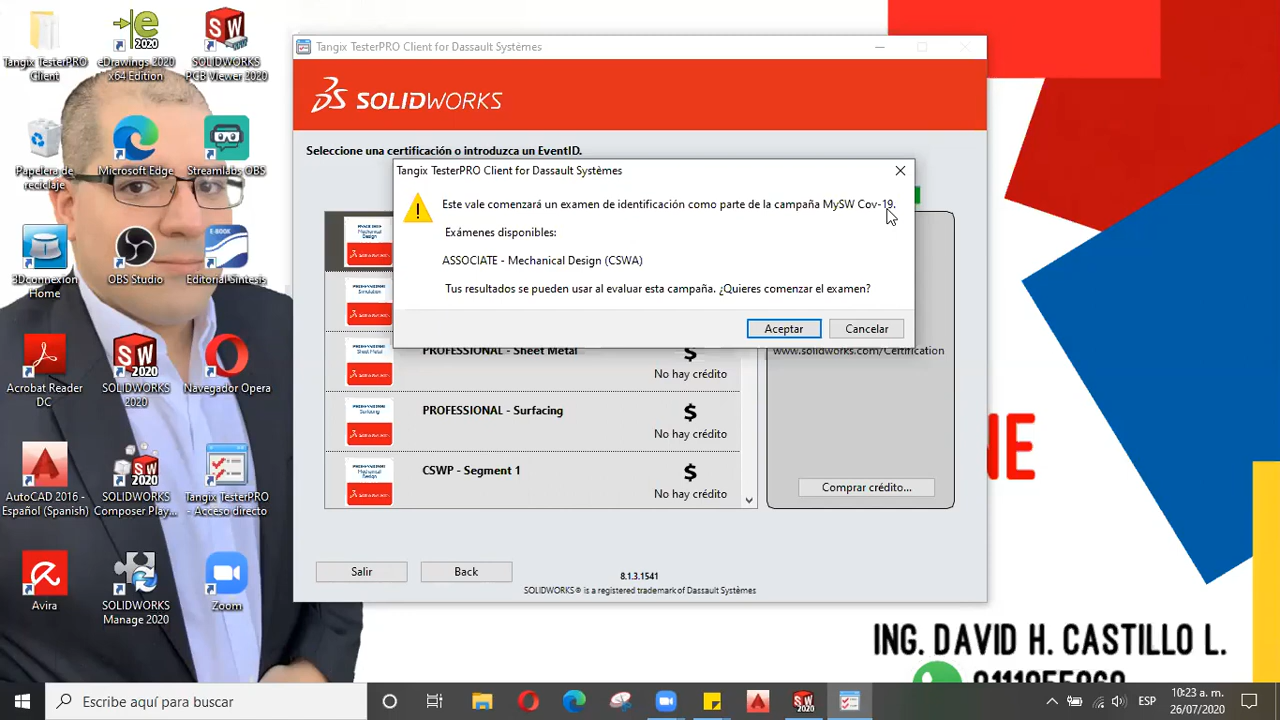 Tangix TesterPRO Client
eDrawings 2020 x64 Edition
SOLIDWORKS PCB Viewer 2020
Papelera de reciclaje
Microsoft Edge
Streamlabs OBS
3Dconnexion Home
OBS Studio
Editorial Síntesis
Acrobat Reader DC
SOLIDWORKS 2020
Navegador Opera
AutoCAD 2016 - Español (Spanish)
SOLIDWORKS Composer Play...
Tangix TesterPRO - Acceso directo
Avira
SOLIDWORKS Manage 2020
Zoom
Tangix TesterPRO Client for Dassault Systèmes
SOLIDWORKS
Seleccione una certificación o introduzca un EventID.
Tangix TesterPRO Client for Dassault Systèmes
Este vale comenzará un examen de identificación como parte de la campaña MySW Cov-19.
Exámenes disponibles:
ASSOCIATE - Mechanical Design (CSWA)
Tus resultados se pueden usar al evaluar esta campaña. ¿Quieres comenzar el examen?
Aceptar
Cancelar
PROFESSIONAL - Sheet Metal
No hay crédito
www.solidworks.com/Certification
PROFESSIONAL - Surfacing
No hay crédito
CSWP - Segment 1
No hay crédito
Comprar crédito...
Salir
Back
8.1.3.1541
SOLIDWORKS® is a registered trademark of Dassault Systèmes
NE
ING. DAVID H. CASTILLO L.
Escribe aquí para buscar
ESP
10:23 a. m.
26/07/2020